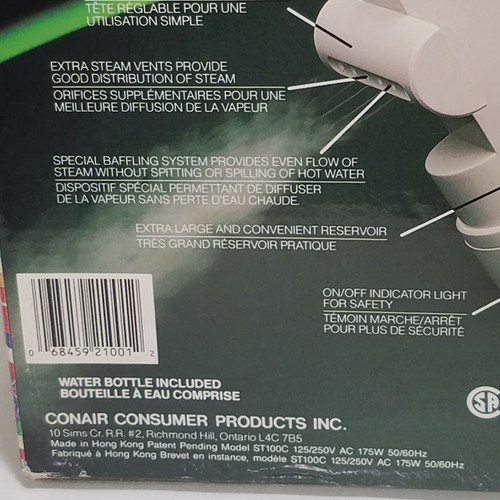 TÊTE RÉGLABLE POUR UNE
UTILISATION SIMPLE
EXTRA STEAM VENTS PROVIDE
GOOD DISTRIBUTION OF STEAM
ORIFICES SUPPLÉMENTAIRES POUR UNE
MEILLEURE DIFFUSION DE LA VAPEUR
SPECIAL BAFFLING SYSTEM PROVIDES EVEN FLOW OF
STEAM WITHOUT SPITTING OR SPILLING OF HOT WATER
DISPOSITIF SPÉCIAL PERMETTANT DE DIFFUSER
DE LA VAPEUR SANS PERTE D'EAU CHAUDE.
EXTRA LARGE AND CONVENIENT RESERVOIR
TRÈS GRAND RÉSERVOIR PRATIQUE
ON/OFF INDICATOR LIGHT
FOR SAFETY
TÉMOIN MARCHE/ARRÊT
POUR PLUS DE SÉCURITÉ
0 68459 21001 2
WATER BOTTLE INCLUDED
BOUTEILLE À EAU COMPRISE
SA
CONAIR CONSUMER PRODUCTS INC.
10 Sims Cr. R.R. #2, Richmond Hill, Ontario L4C 7B5
Made in Hong Kong Patent Pending Model ST100C 125/250V AC 175W 50/60Hz
Fabriqué à Hong Kong Brevet en instance, modèle ST100C 125/250V AC 175W 50/60Hz